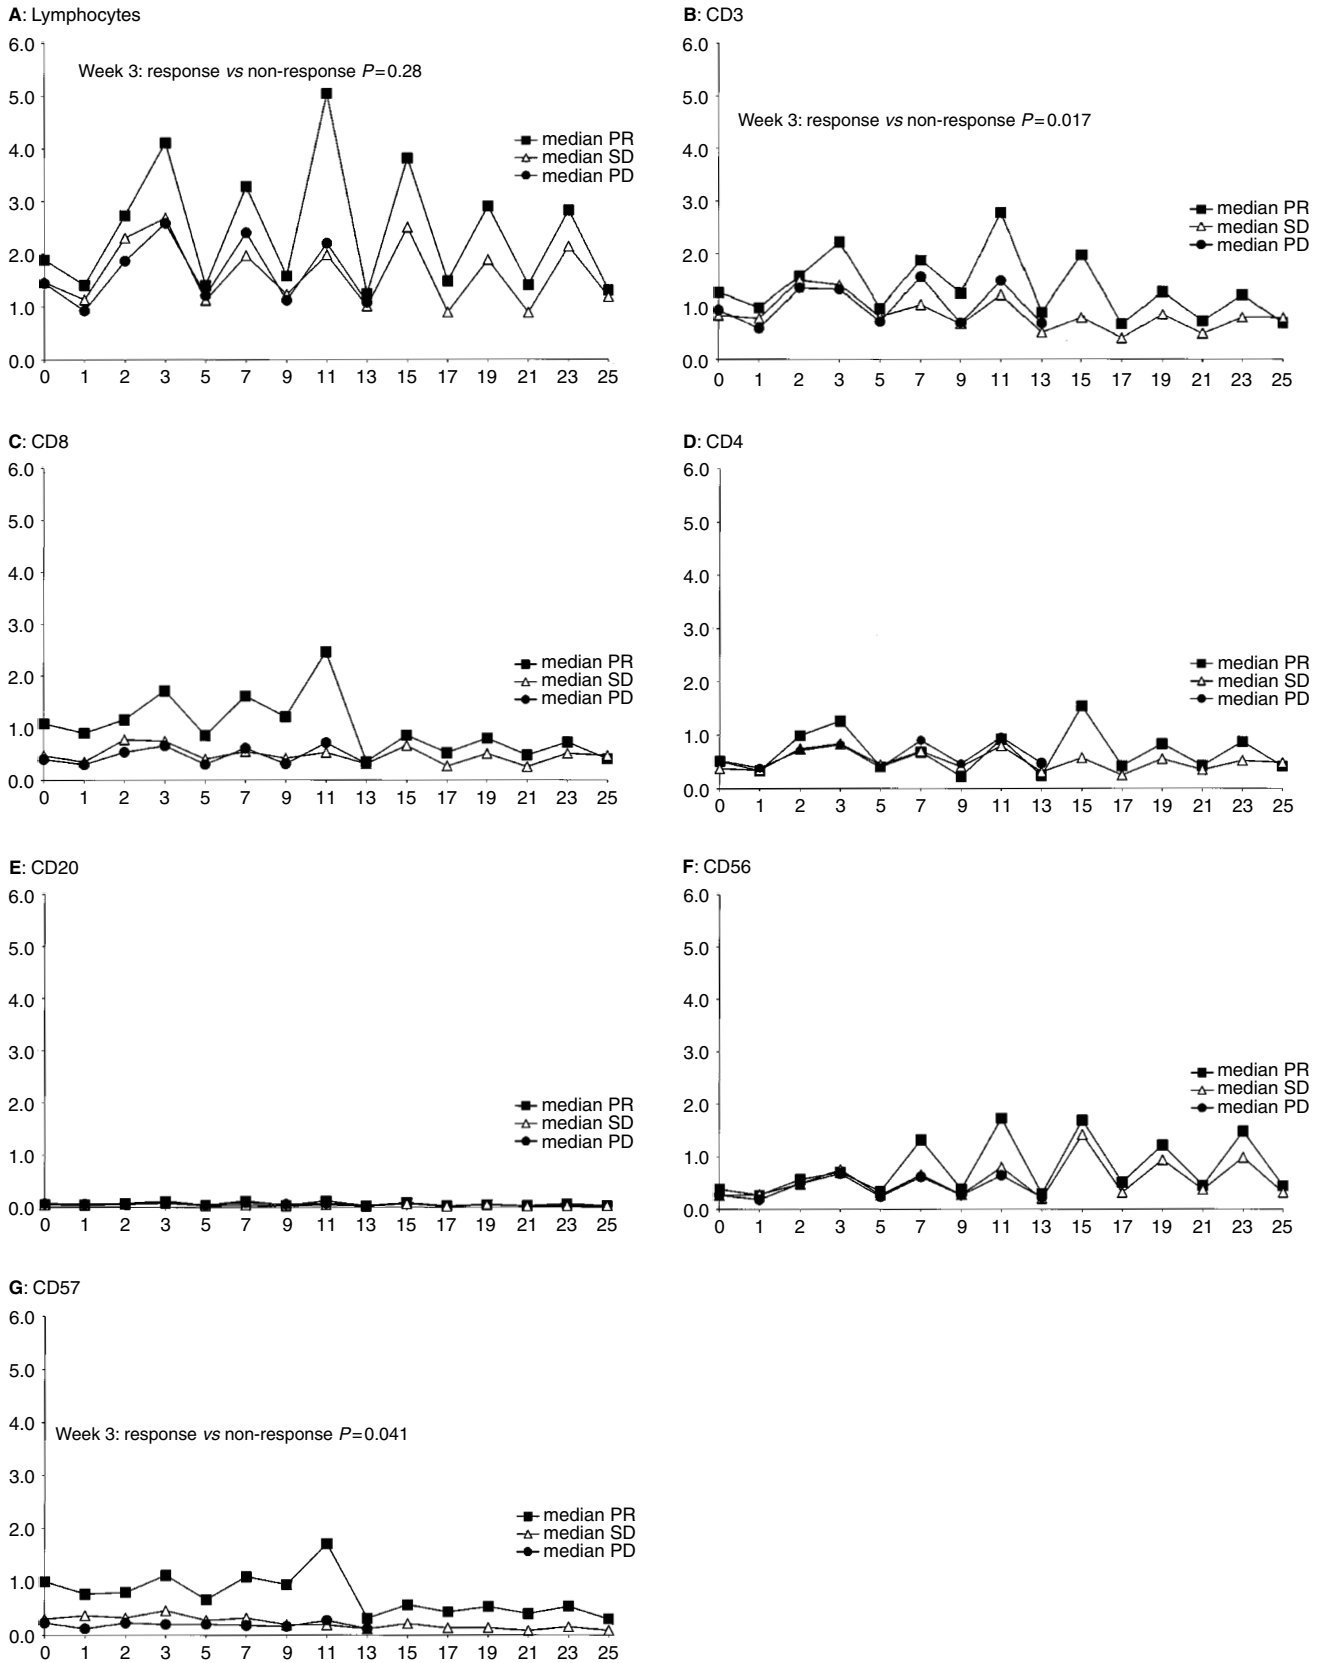 A: Lymphocytes
6.0
5.0
4.0
3.0
2.0
1.0
0.0
Week 3: response vs non-response P=0.28
median PR
median SD
median PD
0 1 2 3 5 7 9 11 13 15 17 19 21 23 25
B: CD3
6.0
5.0
4.0
3.0
2.0
1.0
0.0
Week 3: response vs non-response P=0.017
median PR
median SD
median PD
0 1 2 3 5 7 9 11 13 15 17 19 21 23 25
C: CD8
6.0
5.0
4.0
3.0
2.0
1.0
0.0
median PR
median SD
median PD
0 1 2 3 5 7 9 11 13 15 17 19 21 23 25
D: CD4
6.0
5.0
4.0
3.0
2.0
1.0
0.0
median PR
median SD
median PD
0 1 2 3 5 7 9 11 13 15 17 19 21 23 25
E: CD20
6.0
5.0
4.0
3.0
2.0
1.0
0.0
median PR
median SD
median PD
0 1 2 3 5 7 9 11 13 15 17 19 21 23 25
F: CD56
6.0
5.0
4.0
3.0
2.0
1.0
0.0
median PR
median SD
median PD
0 1 2 3 5 7 9 11 13 15 17 19 21 23 25
G: CD57
6.0
5.0
4.0
3.0
2.0
1.0
0.0
Week 3: response vs non-response P=0.041
median PR
median SD
median PD
0 1 2 3 5 7 9 11 13 15 17 19 21 23 25